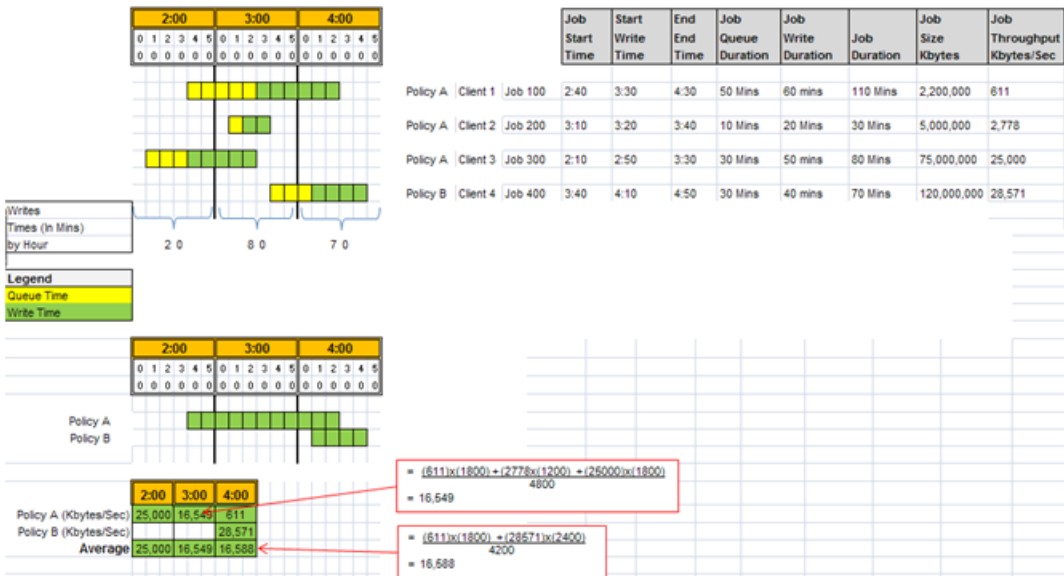 2:00 3:00 4:00
0 1 2 3 4 5 0 1 2 3 4 5 0 1 2 3 4 5
0 0 0 0 0 0 0 0 0 0 0 0 0 0 0 0 0 0
Job Start End Job Job Job Job
Start Write End Queue Write Job Size Throughput
Time Time Time Duration Duration Duration Kbytes Kbytes/Sec
Policy A Client 1 Job 100 2:40 3:30 4:30 50 Mins 60 mins 110 Mins 2,200,000 611
Policy A Client 2 Job 200 3:10 3:20 3:40 10 Mins 20 Mins 30 Mins 5,000,000 2,778
Policy A Client 3 Job 300 2:10 2:50 3:30 30 Mins 50 mins 80 Mins 75,000,000 25,000
Policy B Client 4 Job 400 3:40 4:10 4:50 30 Mins 40 mins 70 Mins 120,000,000 28,571
Writes
Times (In Mins)
by Hour 2 0 8 0 7 0
Legend
Queue Time
Write Time
2:00 3:00 4:00
0 1 2 3 4 5 0 1 2 3 4 5 0 1 2 3 4 5
0 0 0 0 0 0 0 0 0 0 0 0 0 0 0 0 0 0
Policy A
Policy B
= (611)x(1800) + (2778x(1200) + (25000)x(1800)
4800
= 16,549
2:00 3:00 4:00
Policy A (Kbytes/Sec) 25,000 16,549 611
Policy B (Kbytes/Sec) 28,571
Average 25,000 16,549 16,588
= (611)x(1800) + (28571)x(2400)
4200
= 16,588